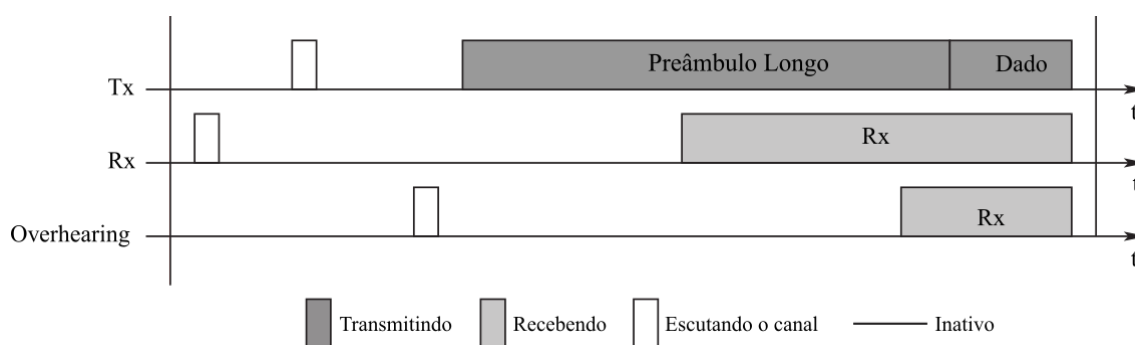 Tx
Preâmbulo Longo
Dado
t
Rx
Rx
t
Overhearing
Rx
t
Transmitindo
Recebendo
Escutando o canal
Inativo